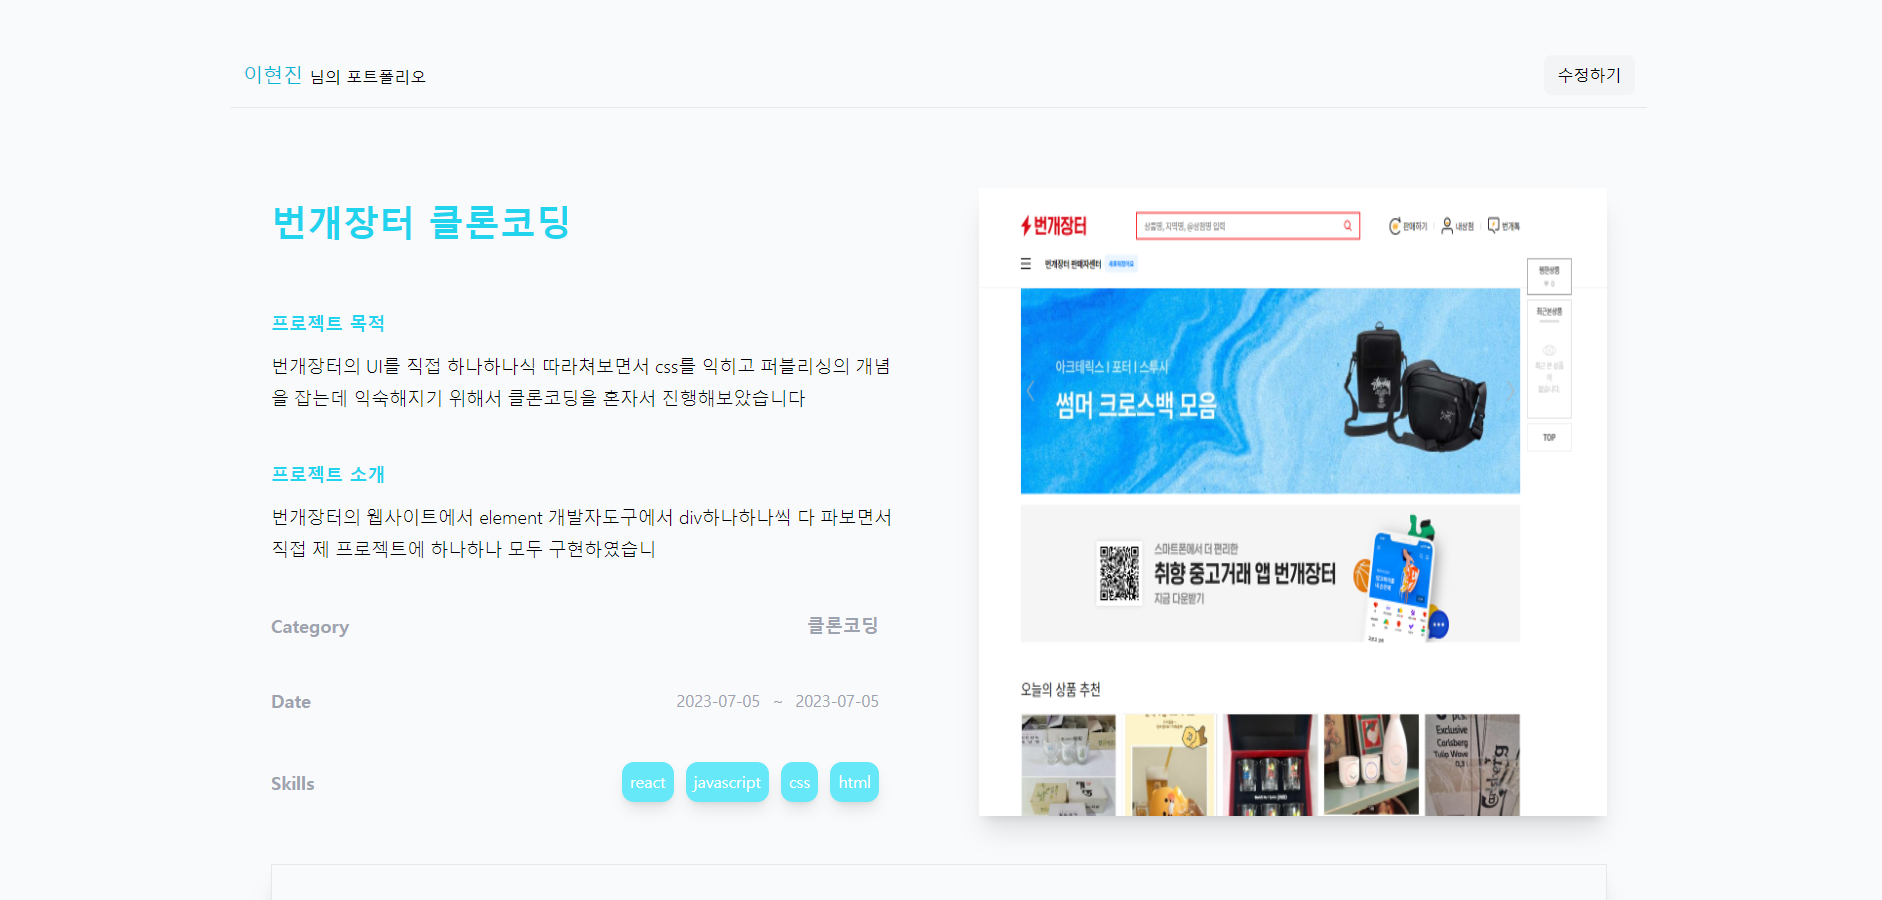 이현진 님의 포트폴리오
수정하기
번개장터 클론코딩
프로젝트 목적
번개장터의 UI를 직접 하나하나식 따라쳐보면서 css를 익히고 퍼블리싱의 개념
을 잡는데 익숙해지기 위해서 클론코딩을 혼자서 진행해보았습니다
프로젝트 소개
번개장터의 웹사이트에서 element 개발자도구에서 div하나하나씩 다 파보면서
직접 제 프로젝트에 하나하나 모두 구현하였습니
Category 클론코딩
Date 2023-07-05 ~ 2023-07-05
Skills react javascript css html
번개장터
상품명, 지역명, @상점명 입력
판매하기 내상점 번개톡
번개장터 판매자센터
찜한상품
0
최근본상품
최근 본 상품
이
없습니다.
TOP
아크테릭스 I 포터 I 스투시
썸머 크로스백 모음
스마트폰에서 더 편리한
취향 중고거래 앱 번개장터
지금 다운받기
오늘의 상품 추천
pcs.
Exclusive
Carlsberg
Tulip Wave
Carlsberg